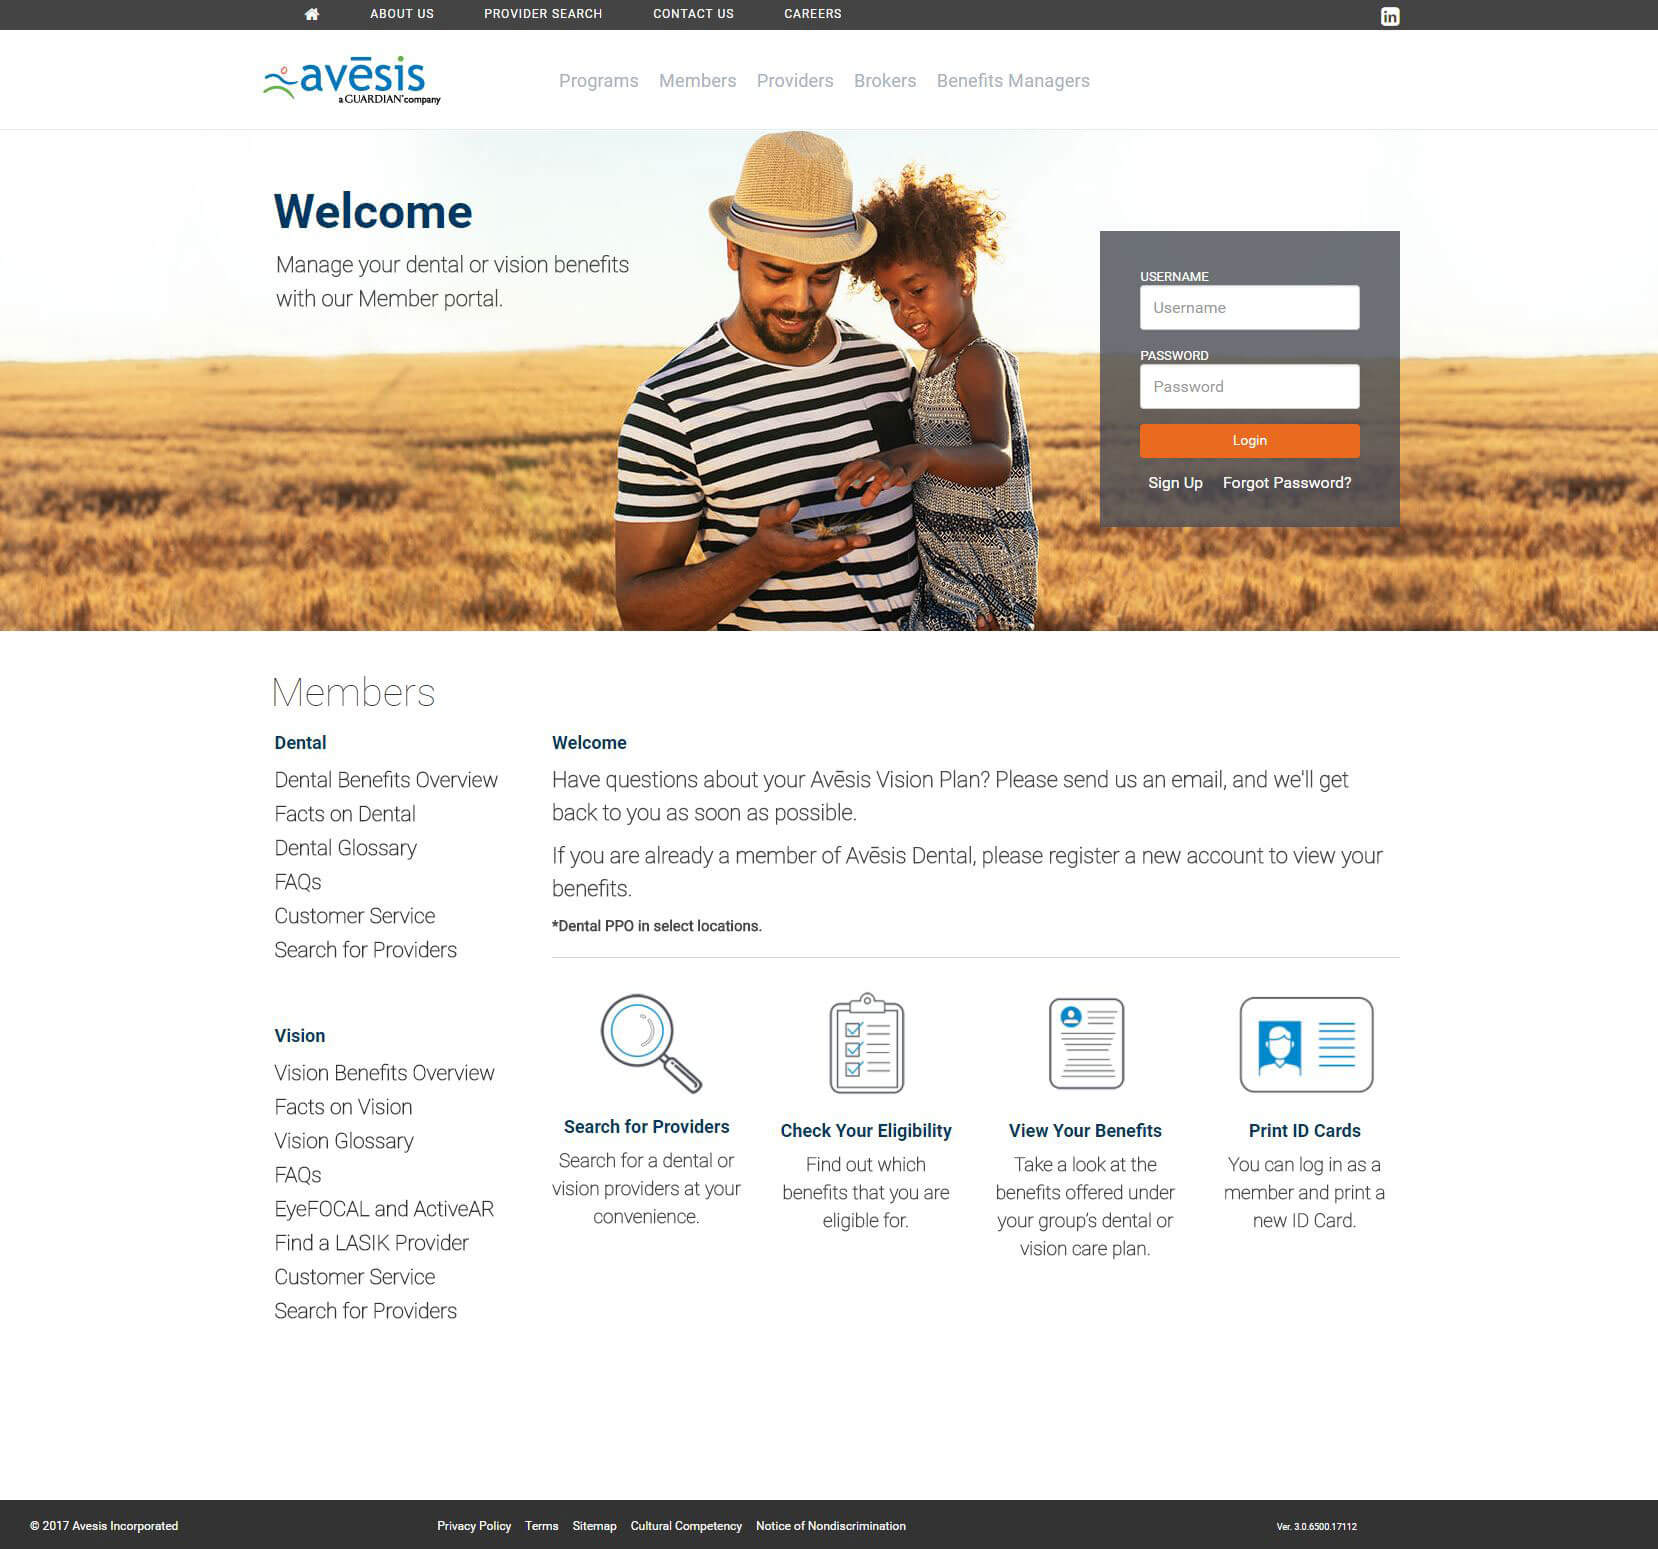 ABOUT US
PROVIDER SEARCH
CONTACT US
CAREERS
in
avēsis
a GUARDIAN® company
Programs
Members
Providers
Brokers
Benefits Managers
Welcome
Manage your dental or vision benefits
with our Member portal.
USERNAME
Username
PASSWORD
Password
Login
Sign Up
Forgot Password?
Members
Dental
Dental Benefits Overview
Facts on Dental
Dental Glossary
FAQs
Customer Service
Search for Providers
Vision
Vision Benefits Overview
Facts on Vision
Vision Glossary
FAQs
EyeFOCAL and ActiveAR
Find a LASIK Provider
Customer Service
Search for Providers
Welcome
Have questions about your Avēsis Vision Plan? Please send us an email, and we'll get
back to you as soon as possible.
If you are already a member of Avēsis Dental, please register a new account to view your
benefits.
*Dental PPO in select locations.
Search for Providers
Search for a dental or
vision providers at your
convenience.
Check Your Eligibility
Find out which
benefits that you are
eligible for.
View Your Benefits
Take a look at the
benefits offered under
your group's dental or
vision care plan.
Print ID Cards
You can log in as a
member and print a
new ID Card.
© 2017 Avesis Incorporated
Privacy Policy
Terms
Sitemap
Cultural Competency
Notice of Nondiscrimination
Ver. 3.0.6500.17112